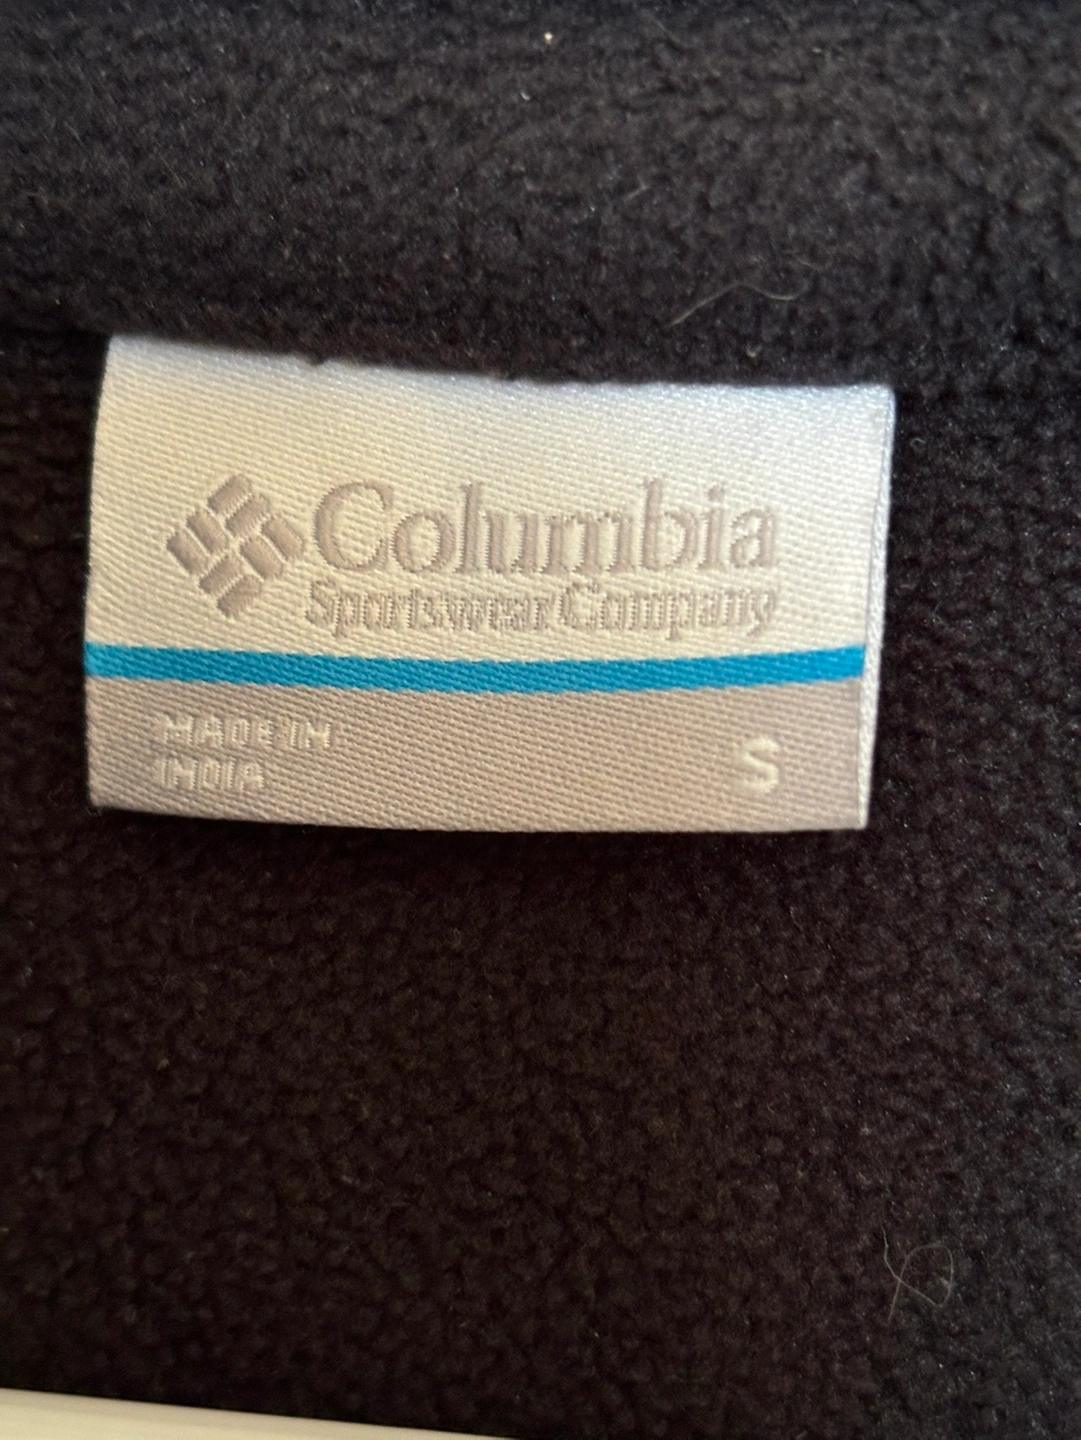 Columbia
Sportswear Company
MADE IN
INDIA
S